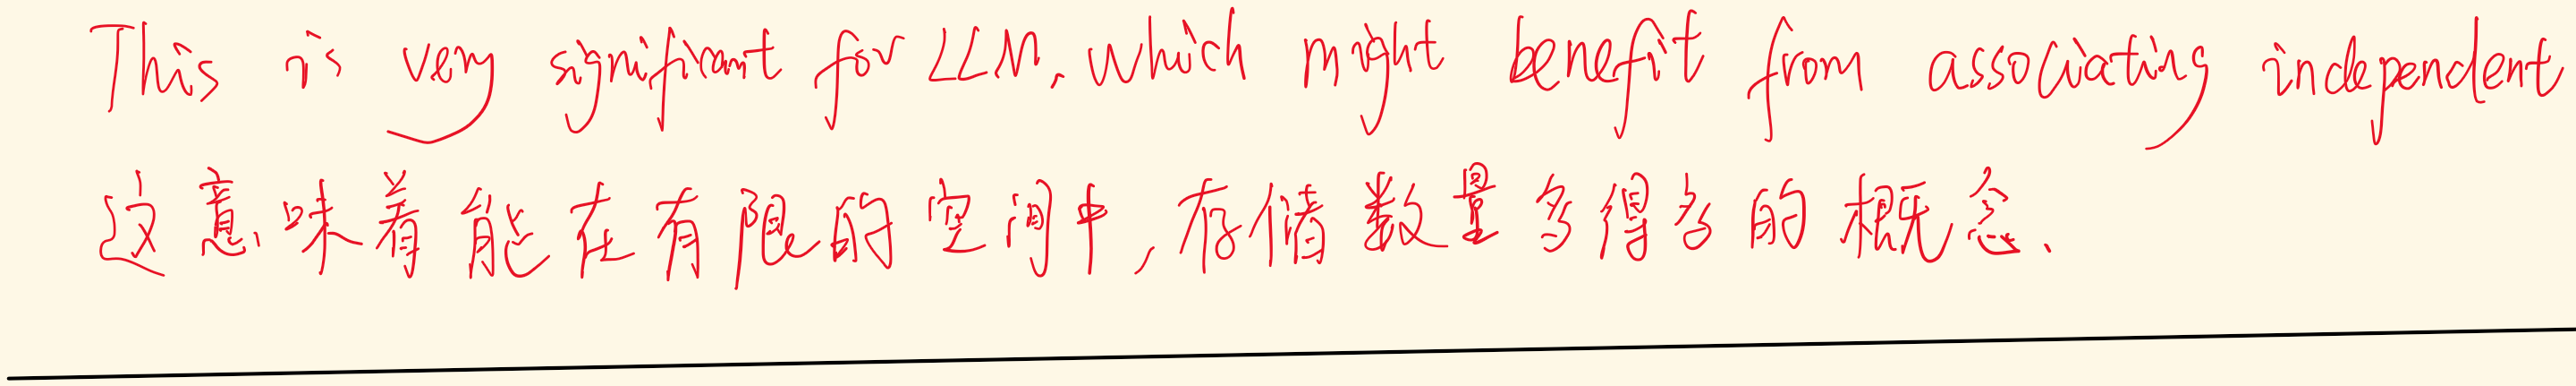 This is very significant for LLM, which might benefit from associating independent
这意味着能在有限的空间中,存储数量多得多的概念、